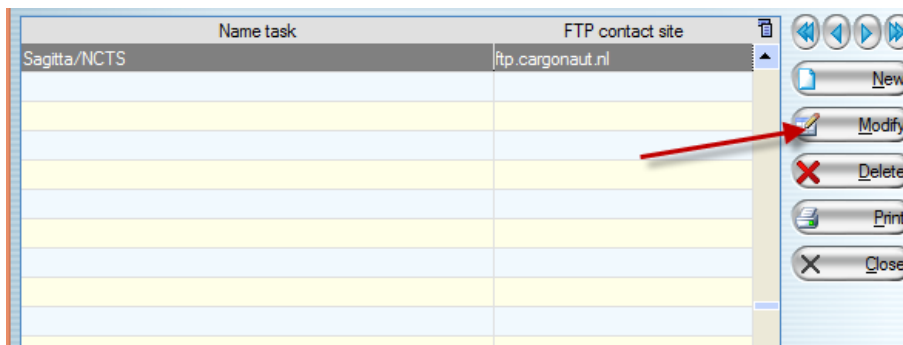 Name task FTP contact site
Sagitta/NCTS ftp.cargonaut.nl
New
Modify
Delete
Print
Close